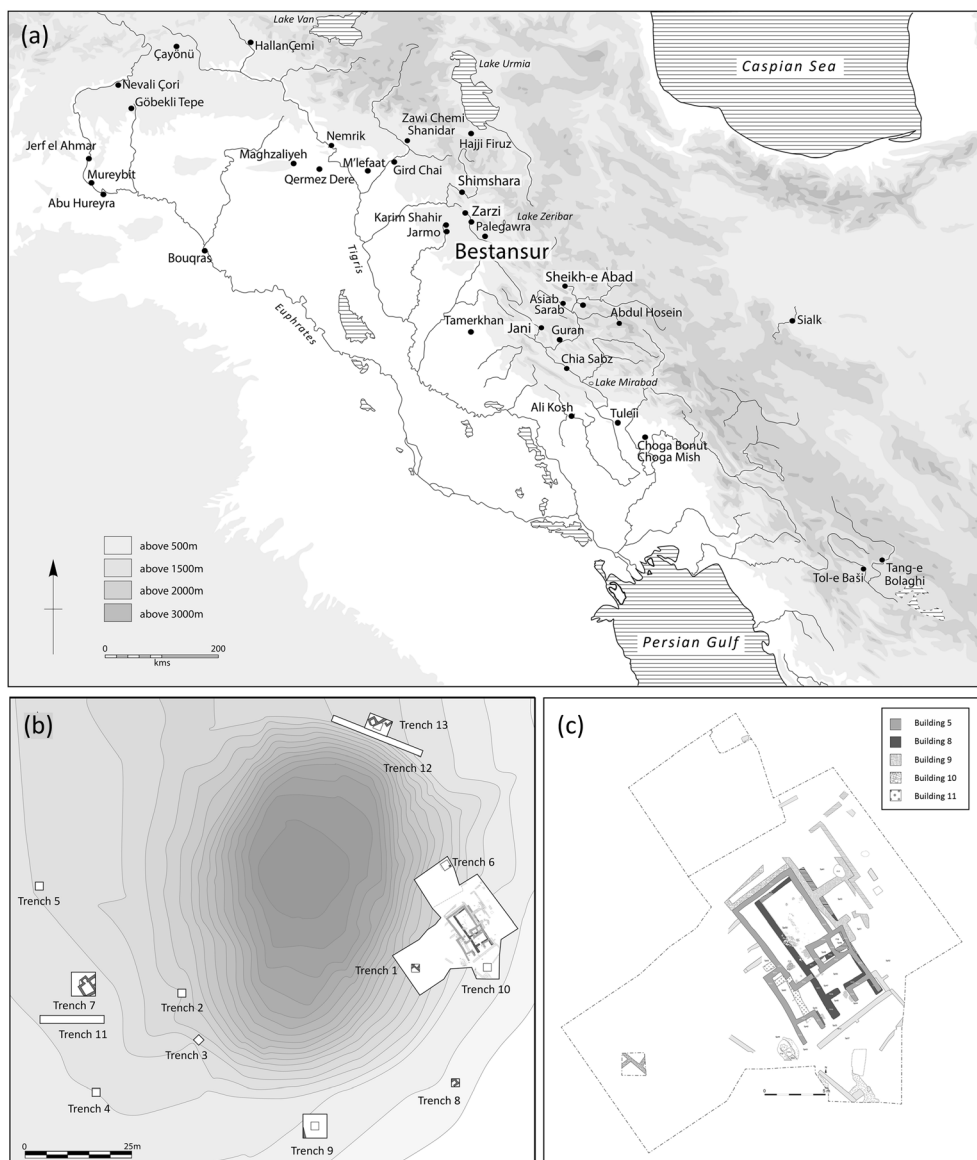 (a)
Lake Van
HallanÇemi
Çayönü
Lake Urmia
Caspian Sea
Nevali Çori
Göbekli Tepe
Zawi Chemi
Shanidar
Nemrik
Hajji Firuz
Jerf el Ahmar
Maghzaliyeh
M'lefaat
Gird Chai
Mureybit
Qermez Dere
Shimshara
Abu Hureyra
Zarzi
Lake Zeribar
Karim Shahir
Palegawra
Jarmo
Bestansur
Bouqras
Tigris
Sheikh-e Abad
Euphrates
Asiab
Sarab
Abdul Hosein
Sialk
Tamerkhan
Jani
Guran
Chia Sabz
Lake Mirabad
Ali Kosh
Tuleii
Choga Bonut
Choga Mish
above 500m
above 1500m
above 2000m
above 3000m
Tang-e
Bolaghi
Tol-e Baši
0 200
kms
Persian Gulf
(b)
Trench 13
Trench 12
Trench 6
Trench 5
Trench 1
Trench 7
Trench 2
Trench 10
Trench 11
Trench 3
Trench 4
Trench 8
Trench 9
0 25m
(c)
Building 5
Building 8
Building 9
Building 10
Building 11